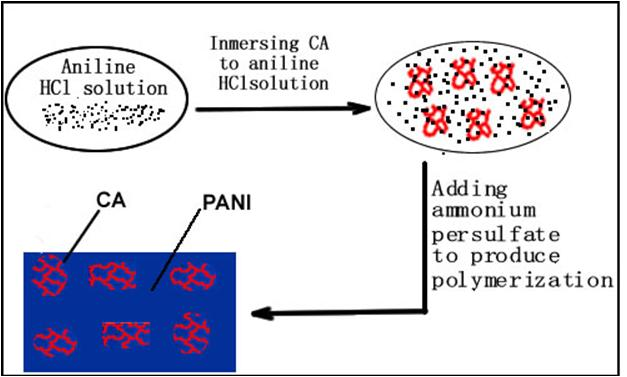 Aniline
HCl solution
Inmersing CA
to aniline
HClsolution
Adding
ammonium
persulfate
to produce
polymerization
CA
PANI